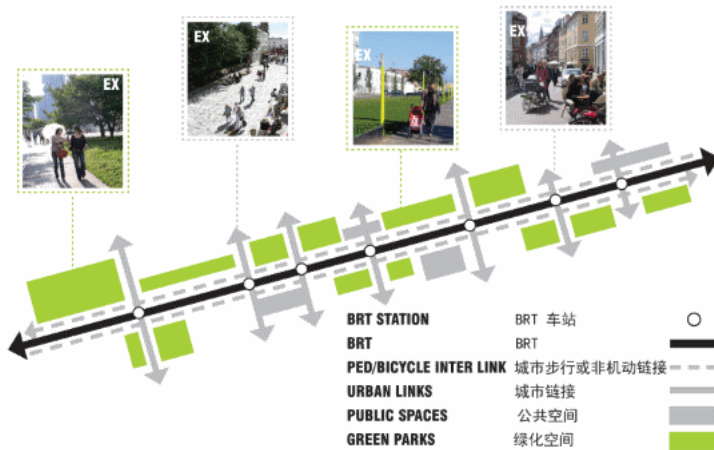 EX
EX
EX
EX
BRT STATION BRT 车站
BRT BRT
PED/BICYCLE INTER LINK 城市步行或非机动链接
URBAN LINKS 城市链接
PUBLIC SPACES 公共空间
GREEN PARKS 绿化空间